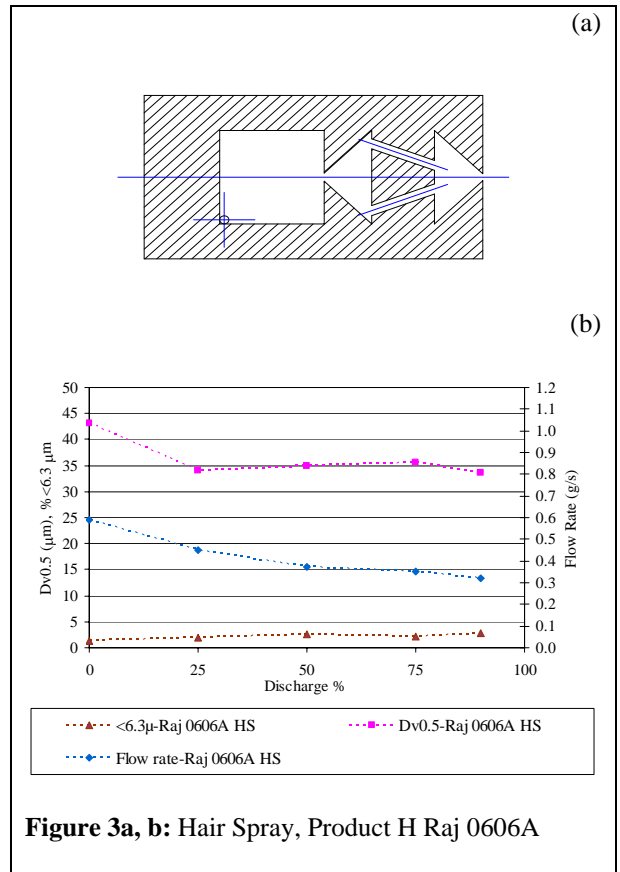 (a)
(b)
Dv0.5 (μm), %<6.3 μm
50
45
40
35
30
25
20
15
10
5
0
1.2
1.1
1.0
0.9
0.8
0.7
0.6
0.5
0.4
0.3
0.2
0.1
0.0
Flow Rate (g/s)
0 25 50 75 100
Discharge %
<6.3μ-Raj 0606A HS
Dv0.5-Raj 0606A HS
Flow rate-Raj 0606A HS
Figure 3a, b: Hair Spray, Product H Raj 0606A